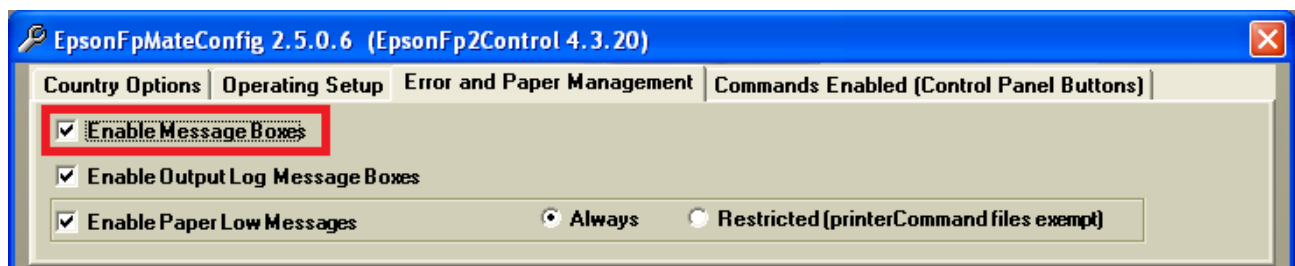 EpsonFpMateConfig 2.5.0.6 (EpsonFp2Control 4.3.20)
Country Options Operating Setup Error and Paper Management Commands Enabled (Control Panel Buttons)
Enable Message Boxes
Enable Output Log Message Boxes
Enable Paper Low Messages Always Restricted (printerCommand files exempt)